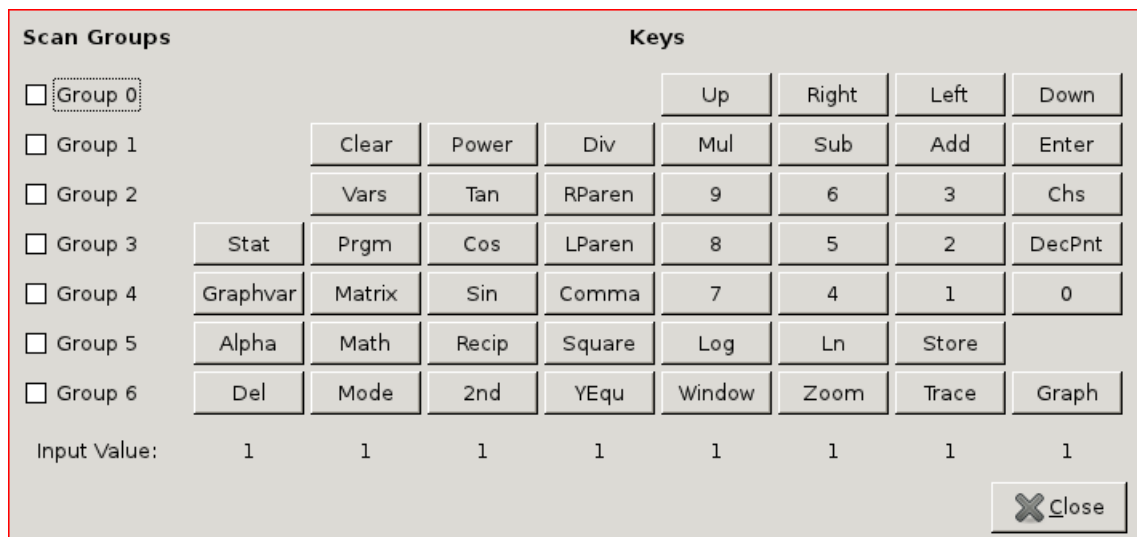 Scan Groups Keys
Group 0 Up Right Left Down
Group 1 Clear Power Div Mul Sub Add Enter
Group 2 Vars Tan RParen 9 6 3 Chs
Group 3 Stat Prgm Cos LParen 8 5 2 DecPnt
Group 4 Graphvar Matrix Sin Comma 7 4 1 0
Group 5 Alpha Math Recip Square Log Ln Store
Group 6 Del Mode 2nd YEqu Window Zoom Trace Graph
Input Value: 1 1 1 1 1 1 1 1
Close